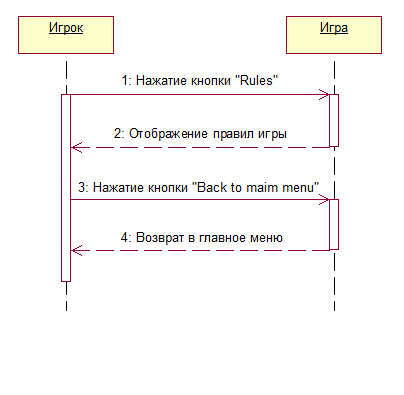 Игрок
Игра
1: Нажатие кнопки "Rules"
2: Отображение правил игры
3: Нажатие кнопки "Back to maim menu"
4: Возврат в главное меню